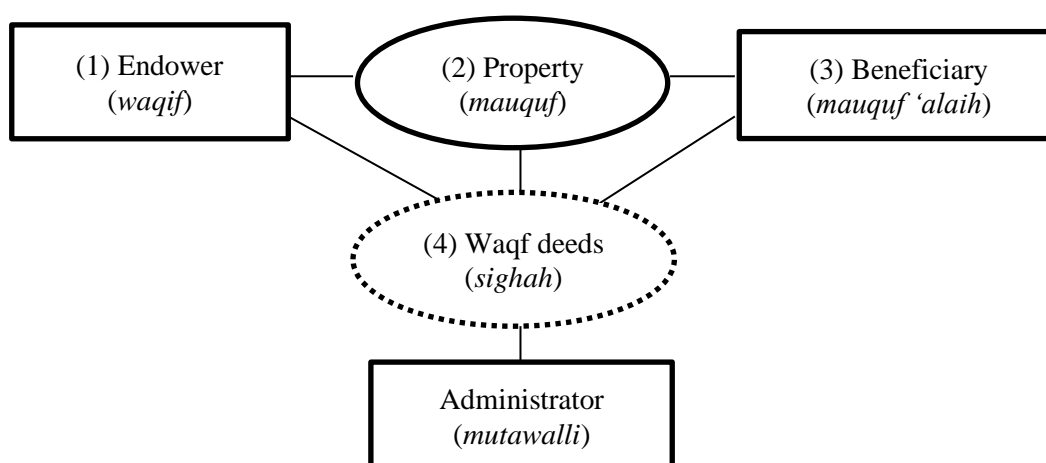 (1) Endower
(waqif)
(2) Property
(mauquf)
(3) Beneficiary
(mauquf ‘alaih)
(4) Waqf deeds
(sighah)
Administrator
(mutawalli)